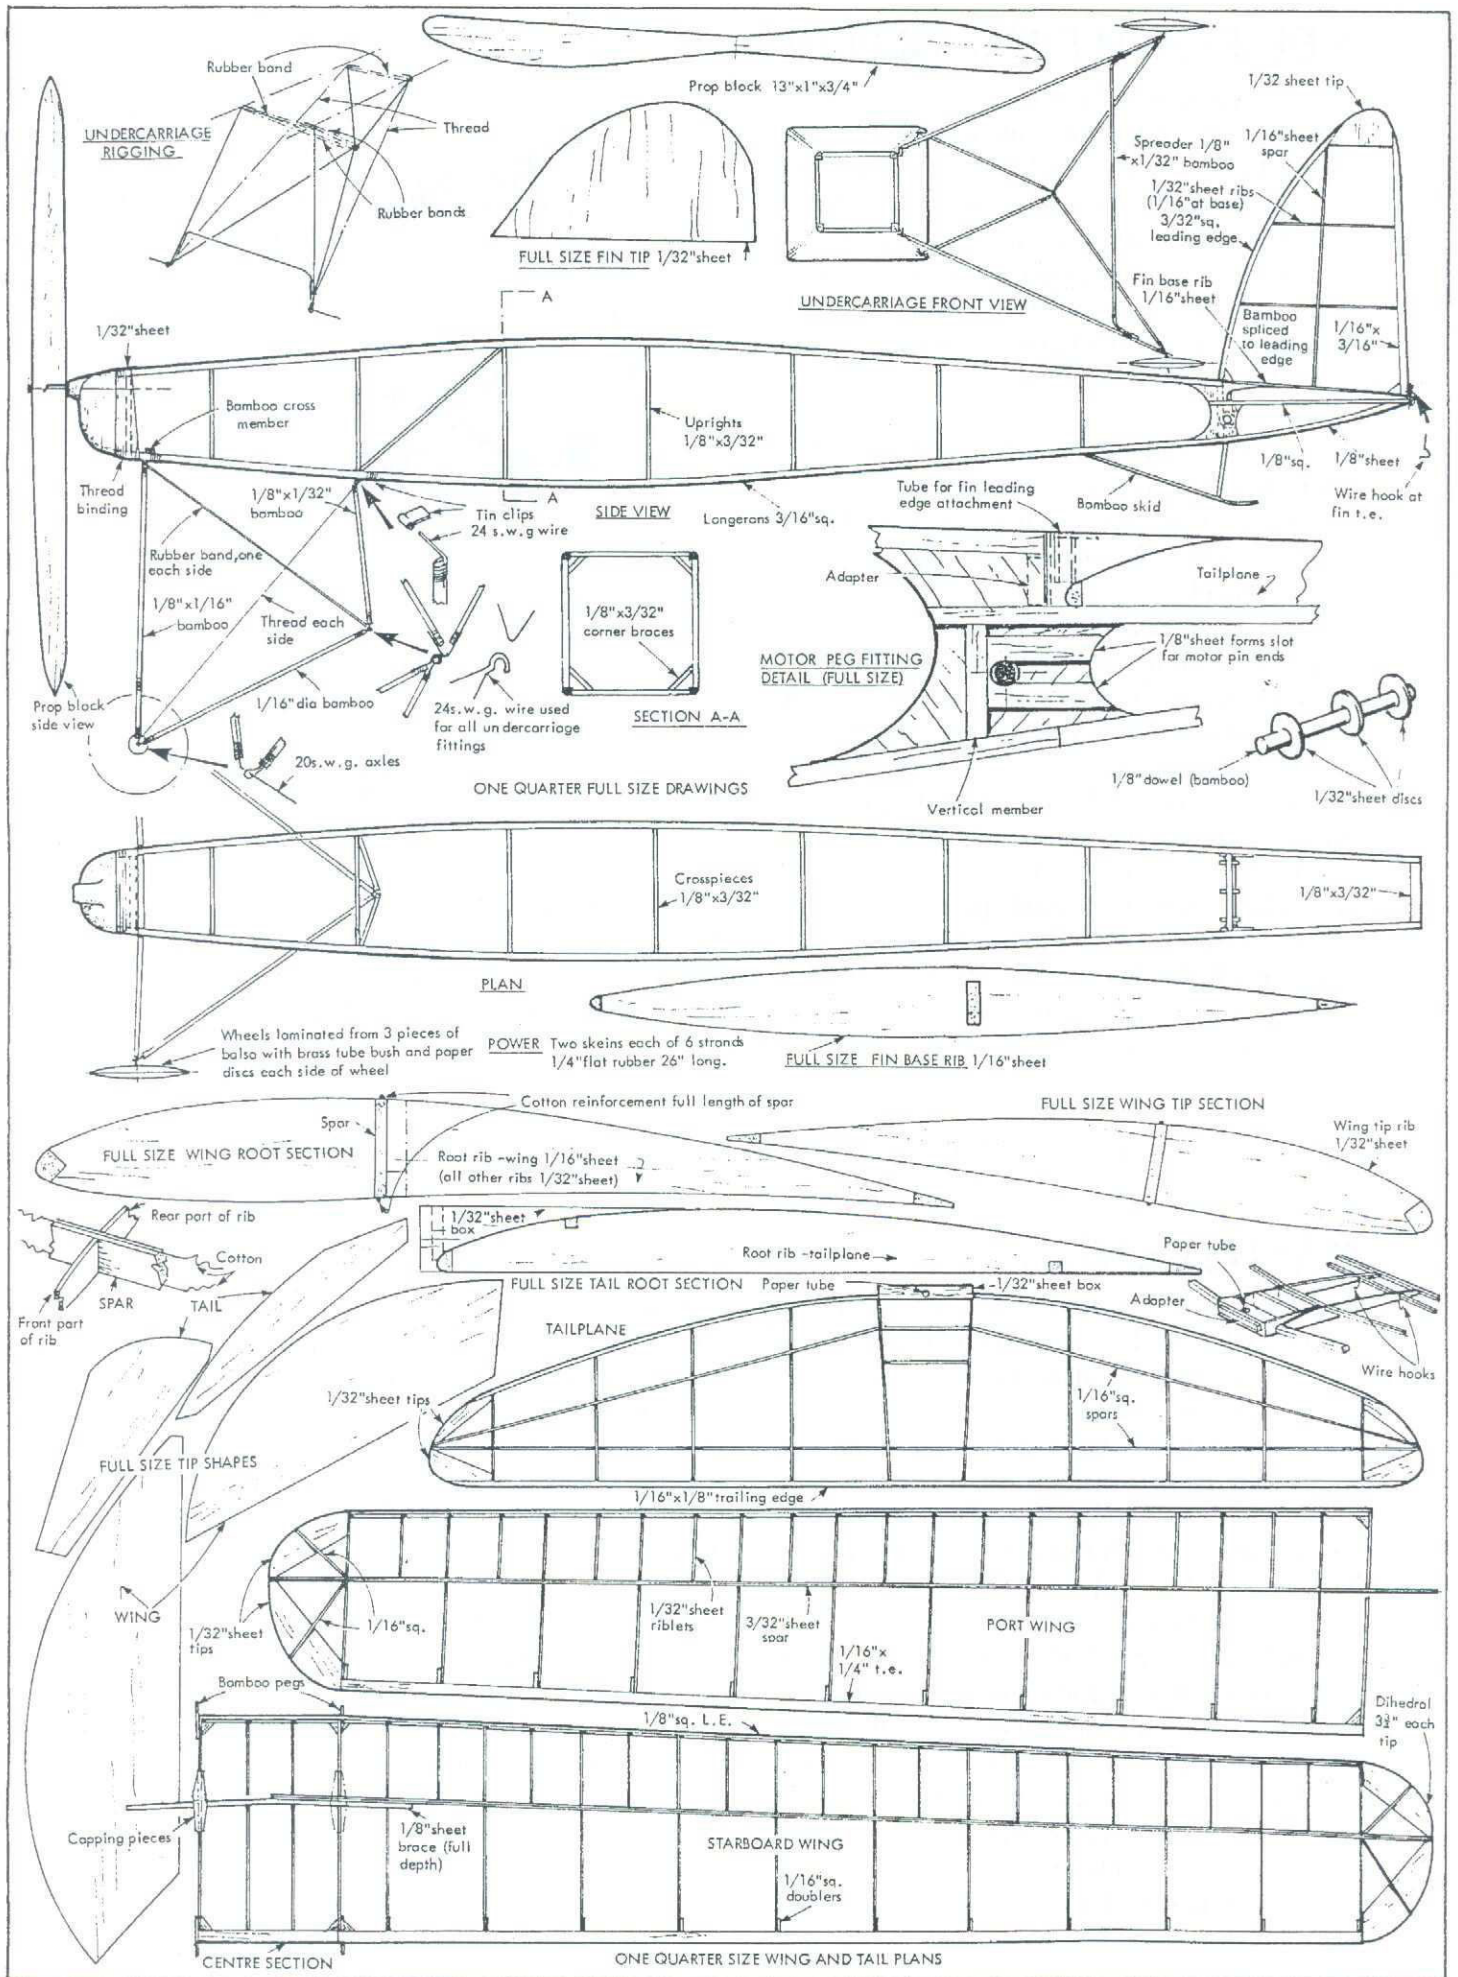 Rubber band
UNDERCARRIAGE
RIGGING
Thread
Rubber bands
Prop block 13"x1"x3/4"
FULL SIZE FIN TIP 1/32"sheet
UNDERCARRIAGE FRONT VIEW
Spreader 1/8"
x1/32" bamboo
1/32 sheet tip
1/16"sheet
spar
1/32"sheet ribs
(1/16"at base)
3/32"sq.
leading edge
Fin base rib
1/16"sheet
Bamboo
spliced
to leading
edge
1/16"x
3/16"
1/32"sheet
A
Bamboo cross
member
Uprights
1/8"x3/32"
Thread
binding
1/8"x1/32"
bamboo
A
Tin clips
24 s.w.g wire
SIDE VIEW
Longerons 3/16"sq.
Tube for fin leading
edge attachment
Bamboo skid
1/8"sq.
1/8"sheet
Wire hook at
fin t.e.
Rubber band,one
each side
1/8"x1/16"
bamboo
Thread each
side
1/16"dia bamboo
Prop block
side view
20s.w.g. axles
24s.w.g. wire used
for all undercarriage
fittings
1/8"x3/32"
corner braces
SECTION A-A
Adapter
Tailplane
MOTOR PEG FITTING
DETAIL (FULL SIZE)
1/8"sheet forms slot
for motor pin ends
Vertical member
1/8"dowel (bamboo)
1/32"sheet discs
ONE QUARTER FULL SIZE DRAWINGS
Crosspieces
1/8"x3/32"
1/8"x3/32"
PLAN
Wheels laminated from 3 pieces of
balsa with brass tube bush and paper
discs each side of wheel
POWER Two skeins each of 6 strands
1/4"flat rubber 26" long.
FULL SIZE FIN BASE RIB 1/16"sheet
Cotton reinforcement full length of spar
Spar
FULL SIZE WING ROOT SECTION
Root rib -wing 1/16"sheet
(all other ribs 1/32"sheet)
FULL SIZE WING TIP SECTION
Wing tip rib
1/32"sheet
Rear part of rib
Cotton
SPAR
Front part
of rib
TAIL
1/32"sheet
box
Root rib -tailplane
FULL SIZE TAIL ROOT SECTION
Paper tube
1/32"sheet box
Paper tube
Adapter
Wire hooks
TAILPLANE
1/32"sheet tips
1/16"sq.
spars
FULL SIZE TIP SHAPES
1/16"x1/8"trailing edge
WING
1/32"sheet
tips
1/16"sq.
1/32"sheet
riblets
3/32"sheet
spar
PORT WING
1/16"x
1/4" t.e.
Bamboo pegs
1/8"sq. L.E.
Dihedral
3¾" each
tip
Capping pieces
1/8"sheet
brace (full
depth)
STARBOARD WING
1/16"sq.
doublers
CENTRE SECTION
ONE QUARTER SIZE WING AND TAIL PLANS